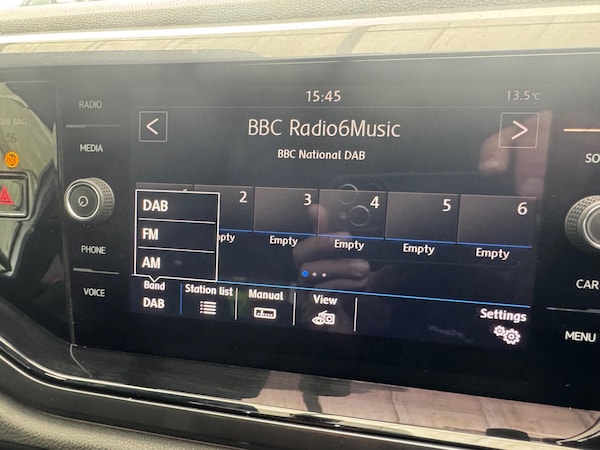 15:45
13.5°C
RADIO
BBC Radio6Music
BBC National DAB
MEDIA
PHONE
VOICE
DAB
FM
AM
2
3
4
5
6
Empty
Empty
Empty
Empty
Band
DAB
Station list
Manual
View
Settings
CAR
MENU